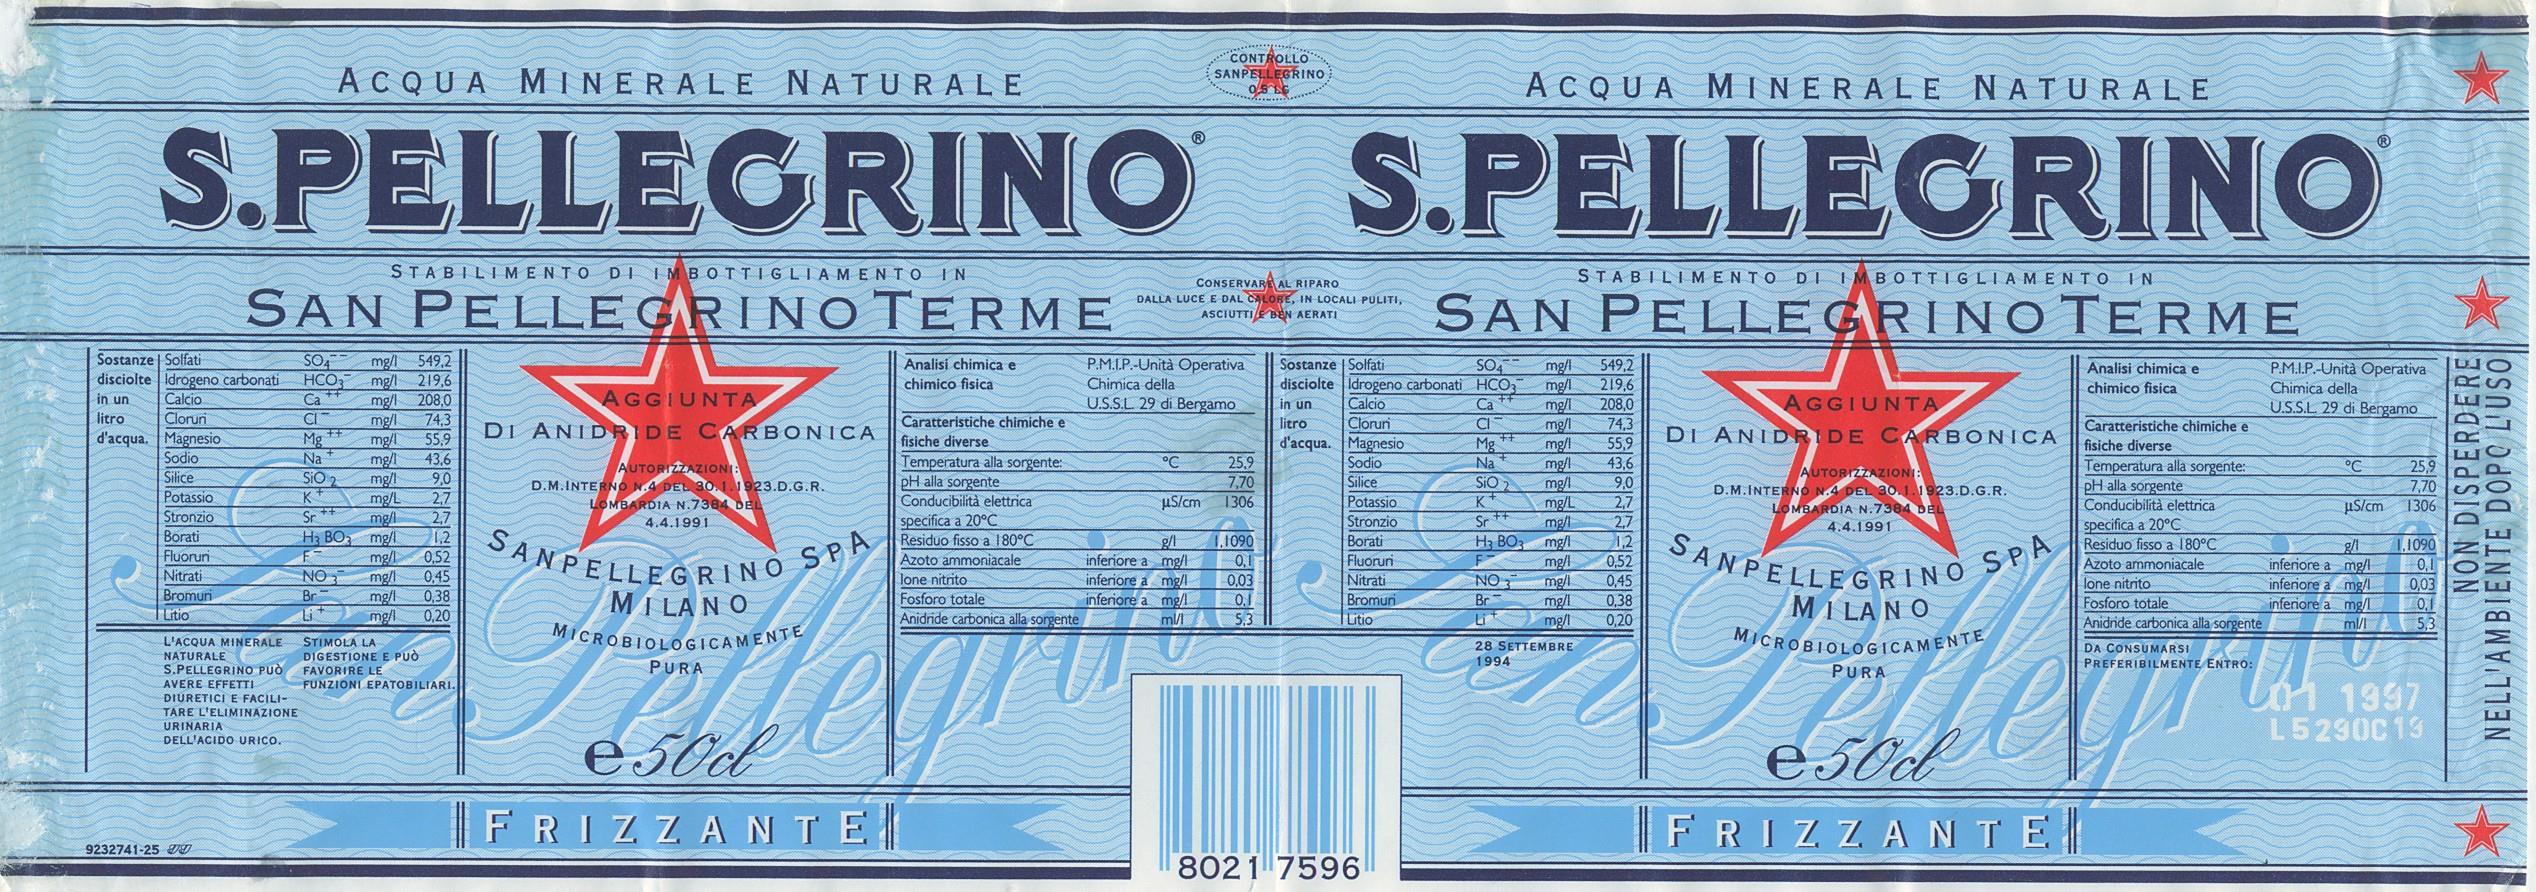 ACQUA MINERALE NATURALE
S.PELLEGRINO®
STABILIMENTO DI IMBOTTIGLIAMENTO IN
SAN PELLEGRINO TERME
Sostanze disciolte in un litro d'acqua.
Solfati SO₄⁻⁻ mg/l 549,2
Idrogeno carbonati HCO₃⁻ mg/l 219,6
Calcio Ca⁺⁺ mg/l 208,0
Cloruri Cl⁻ mg/l 74,3
Magnesio Mg⁺⁺ mg/l 55,9
Sodio Na⁺ mg/l 43,6
Silice SiO₂ mg/l 9,0
Potassio K⁺ mg/L 2,7
Stronzio Sr⁺⁺ mg/l 2,7
Borati H₃BO₃ mg/l 1,2
Fluoruri F⁻ mg/l 0,52
Nitrati NO₃⁻ mg/l 0,45
Bromuri Br⁻ mg/l 0,38
Litio Li⁺ mg/l 0,20
L'ACQUA MINERALE
NATURALE
S.PELLEGRINO PUÒ
AVERE EFFETTI
DIURETICI E FACILI-
TARE L'ELIMINAZIONE
URINARIA
DELL'ACIDO URICO.
STIMOLA LA
DIGESTIONE E PUÒ
FAVORIRE LE
FUNZIONI EPATOBILIARI.
AGGIUNTA
DI ANIDRIDE CARBONICA
AUTORIZZAZIONI:
D.M.INTERNO N.4 DEL 30.1.1923.D.G.R.
LOMBARDIA N.7384 DEL
4.4.1991
SANPELLEGRINO SPA
MILANO
MICROBIOLOGICAMENTE
PURA
San Pellegrino
e 50cl
Analisi chimica e
chimico fisica
P.M.I.P.-Unità Operativa
Chimica della
U.S.S.L. 29 di Bergamo
Caratteristiche chimiche e
fisiche diverse
Temperatura alla sorgente: °C 25,9
pH alla sorgente 7,70
Conducibilità elettrica µS/cm 1306
specifica a 20°C
Residuo fisso a 180°C g/l 1,1090
Azoto ammoniacale inferiore a mg/l 0,1
Ione nitrito inferiore a mg/l 0,03
Fosforo totale inferiore a mg/l 0,1
Anidride carbonica alla sorgente ml/l 5,3
FRIZZANTE
9232741-25
CONTROLLO
SANPELLEGRINO
0,5 LE
CONSERVARE AL RIPARO
DALLA LUCE E DAL CALORE, IN LOCALI PULITI,
ASCIUTTI E BEN AERATI
8021 7596
ACQUA MINERALE NATURALE
S.PELLEGRINO®
STABILIMENTO DI IMBOTTIGLIAMENTO IN
SAN PELLEGRINO TERME
Sostanze disciolte in un litro d'acqua.
Solfati SO₄⁻⁻ mg/l 549,2
Idrogeno carbonati HCO₃⁻ mg/l 219,6
Calcio Ca⁺⁺ mg/l 208,0
Cloruri Cl⁻ mg/l 74,3
Magnesio Mg⁺⁺ mg/l 55,9
Sodio Na⁺ mg/l 43,6
Silice SiO₂ mg/l 9,0
Potassio K⁺ mg/L 2,7
Stronzio Sr⁺⁺ mg/l 2,7
Borati H₃BO₃ mg/l 1,2
Fluoruri F⁻ mg/l 0,52
Nitrati NO₃⁻ mg/l 0,45
Bromuri Br⁻ mg/l 0,38
Litio Li⁺ mg/l 0,20
28 SETTEMBRE
1994
AGGIUNTA
DI ANIDRIDE CARBONICA
AUTORIZZAZIONI:
D.M.INTERNO N.4 DEL 30.1.1923.D.G.R.
LOMBARDIA N.7384 DEL
4.4.1991
SANPELLEGRINO SPA
MILANO
MICROBIOLOGICAMENTE
PURA
San Pellegrino
e 50cl
Analisi chimica e
chimico fisica
P.M.I.P.-Unità Operativa
Chimica della
U.S.S.L. 29 di Bergamo
Caratteristiche chimiche e
fisiche diverse
Temperatura alla sorgente: °C 25,9
pH alla sorgente 7,70
Conducibilità elettrica µS/cm 1306
specifica a 20°C
Residuo fisso a 180°C g/l 1,1090
Azoto ammoniacale inferiore a mg/l 0,1
Ione nitrito inferiore a mg/l 0,03
Fosforo totale inferiore a mg/l 0,1
Anidride carbonica alla sorgente ml/l 5,3
DA CONSUMARSI
PREFERIBILMENTE ENTRO:
01 1997
L5290C19
FRIZZANTE
NON DISPERDERE
NELL'AMBIENTE DOPO L'USO